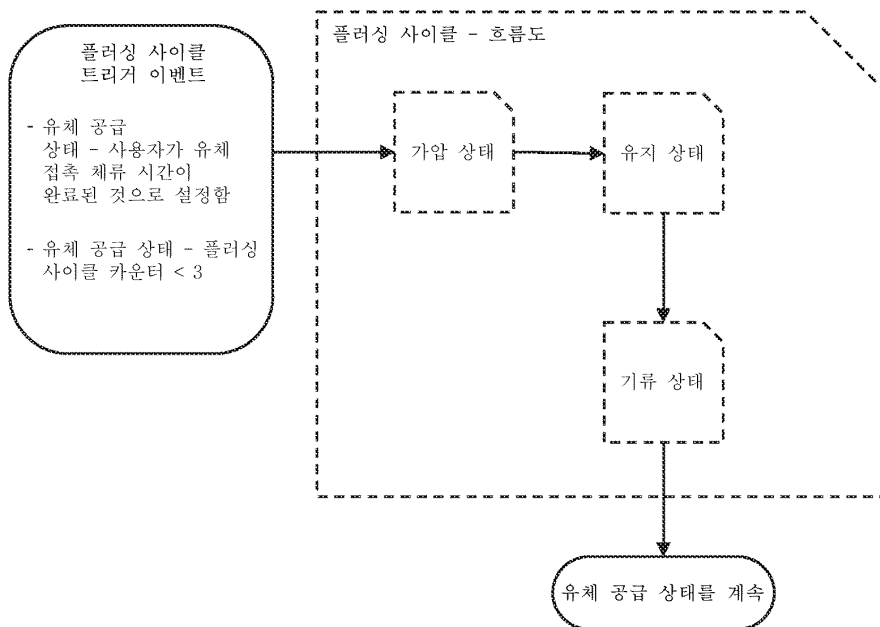 플러싱 사이클
트리거 이벤트
- 유체 공급
상태 - 사용자가 유체
접촉 체류 시간이
완료된 것으로 설정함
- 유체 공급 상태 - 플러싱
사이클 카운터 < 3
플러싱 사이클 - 흐름도
가압 상태
유지 상태
기류 상태
유체 공급 상태를 계속